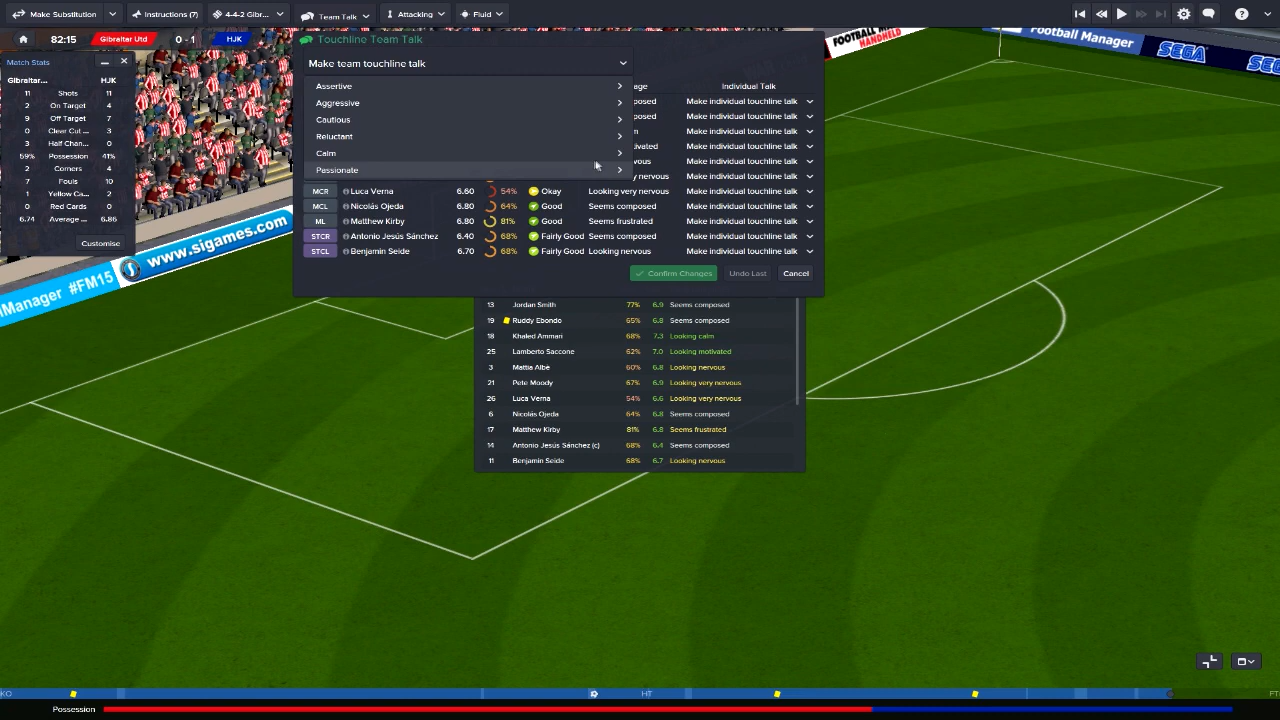 Make Substitution
Instructions (7)
4-4-2 Gibr...
Team Talk
Attacking
Fluid
82:15
Gibraltar Utd
0 - 1
HJK
Match Stats
Gibraltar... HJK
11 Shots 11
2 On Target 4
9 Off Target 7
0 Clear Cut ... 3
3 Half Chan... 0
59% Possession 41%
2 Corners 4
7 Fouls 10
1 Yellow Ca... 2
0 Red Cards 0
6.74 Average ... 6.86
Customise
Touchline Team Talk
Make team touchline talk
Assertive
Aggressive
Cautious
Reluctant
Calm
Passionate
age Individual Talk
posed Make individual touchline talk
posed Make individual touchline talk
m Make individual touchline talk
ivated Make individual touchline talk
vous Make individual touchline talk
y nervous Make individual touchline talk
MCR Luca Verna 6.60 54% Okay Looking very nervous Make individual touchline talk
MCL Nicolás Ojeda 6.80 64% Good Seems composed Make individual touchline talk
ML Matthew Kirby 6.80 81% Good Seems frustrated Make individual touchline talk
STCR Antonio Jesús Sánchez 6.40 68% Fairly Good Seems composed Make individual touchline talk
STCL Benjamin Seide 6.70 68% Fairly Good Looking nervous Make individual touchline talk
Confirm Changes
Undo Last
Cancel
13 Jordan Smith 77% 6.9 Seems composed
19 Ruddy Ebondo 65% 6.8 Seems composed
18 Khaled Ammari 68% 7.3 Looking calm
25 Lamberto Saccone 62% 7.0 Looking motivated
3 Mattia Albè 60% 6.8 Looking nervous
21 Pete Moody 67% 6.9 Looking very nervous
26 Luca Verna 54% 6.6 Looking very nervous
6 Nicolás Ojeda 64% 6.8 Seems composed
17 Matthew Kirby 81% 6.8 Seems frustrated
14 Antonio Jesús Sánchez (c) 68% 6.4 Seems composed
11 Benjamin Seide 68% 6.7 Looking nervous
FOOTBALL M
HANDHELD
Football Manager
SEGA
SEG
www.sigames.com
Manager #FM15
KO
HT
FT
Possession